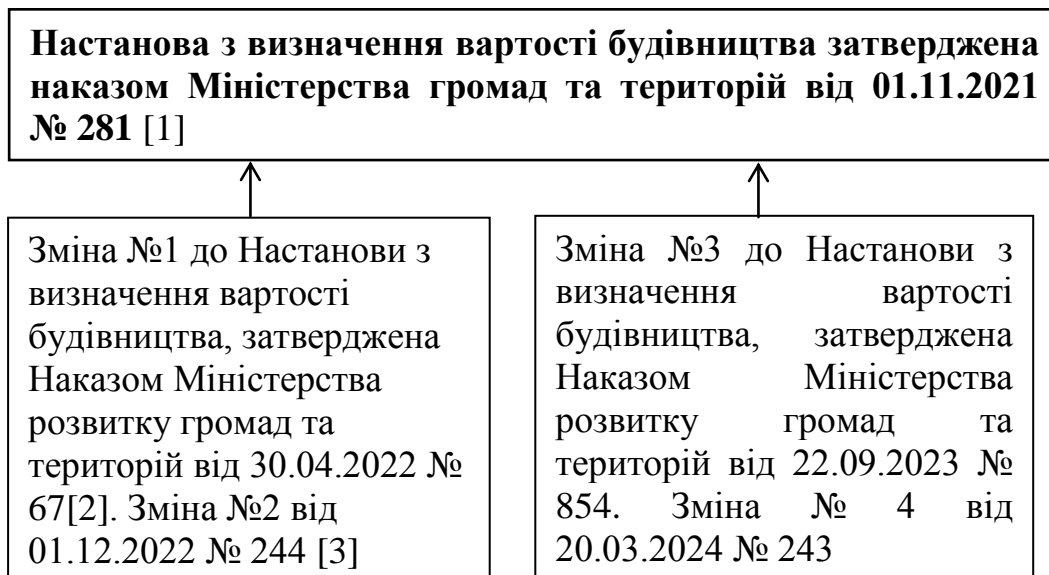 Настанова з визначення вартості будівництва затверджена
наказом Міністерства громад та територій від 01.11.2021
№ 281 [1]
Зміна №1 до Настанови з
визначення вартості
будівництва, затверджена
Наказом Міністерства
розвитку громад та
територій від 30.04.2022 №
67[2]. Зміна №2 від
01.12.2022 № 244 [3]
Зміна №3 до Настанови з
визначення вартості
будівництва, затверджена
Наказом Міністерства
розвитку громад та
територій від 22.09.2023 №
854. Зміна № 4 від
20.03.2024 № 243